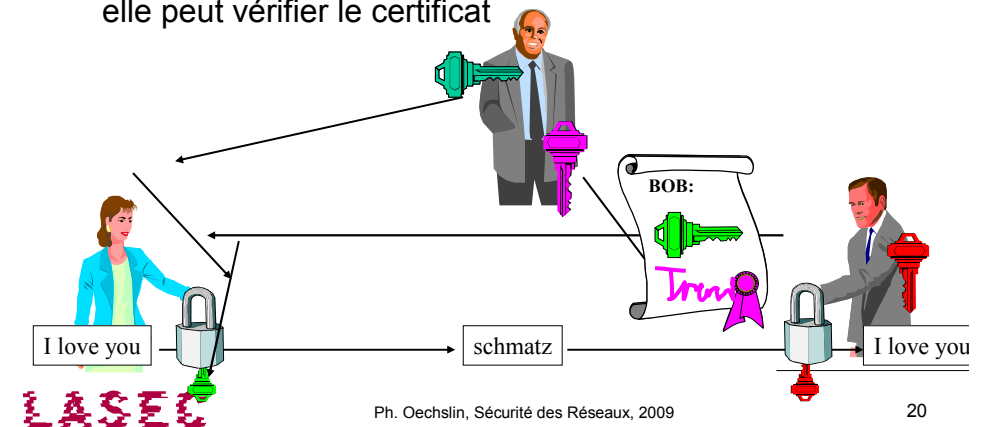 elle peut vérifier le certificat
BOB:
I love you
schmatz
I love you
LASEC
Ph. Oechslin, Sécurité des Réseaux, 2009
20